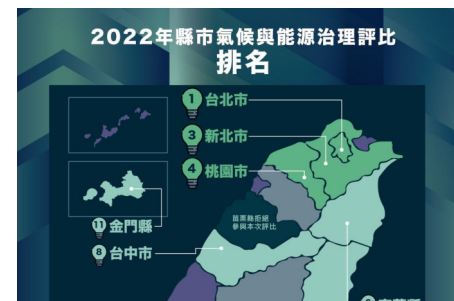 2022年縣市氣候與能源治理評比
排名
1 台北市
3 新北市
4 桃園市
苗栗縣拒絕
參與本次評比
11 金門縣
8 台中市